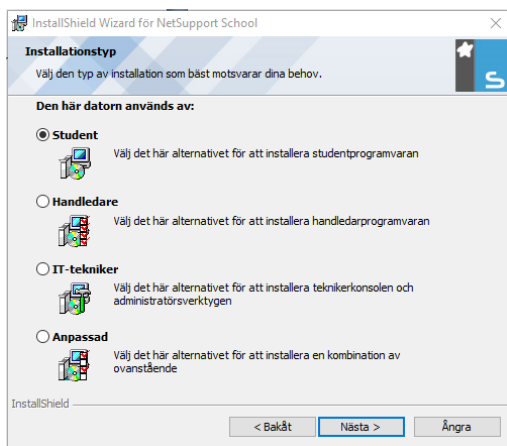 InstallShield Wizard för NetSupport School
Installationstyp
Välj den typ av installation som bäst motsvarar dina behov.
S
Den här datorn används av:
Student
Välj det här alternativet för att installera studentprogramvaran
Handledare
Välj det här alternativet för att installera handledarprogramvaran
IT-tekniker
Välj det här alternativet för att installera teknikerkonsolen och
administratörsverktygen
Anpassad
Välj det här alternativet för att installera en kombination av
ovanstående
InstallShield
< Bakåt
Nästa >
Ångra